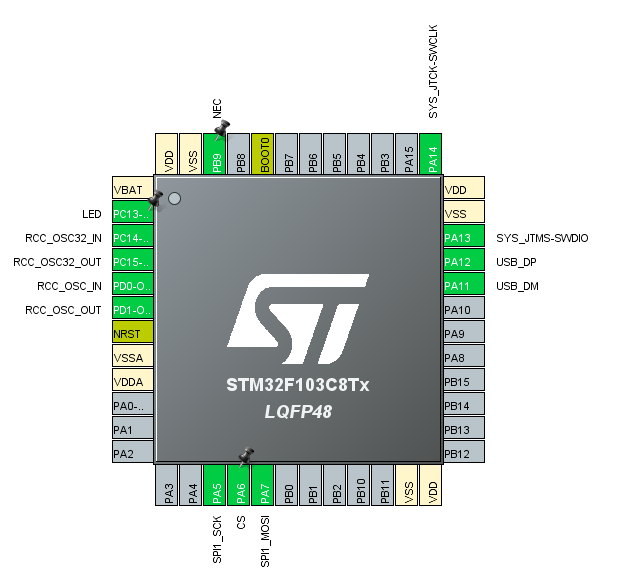 SYS_JTCK-SWCLK
NEC
VDD
VSS
PB9
PB8
BOOT0
PB7
PB6
PB5
PB4
PB3
PA15
PA14
VBAT
LED PC13-..
RCC_OSC32_IN PC14-..
RCC_OSC32_OUT PC15-..
RCC_OSC_IN PD0-O..
RCC_OSC_OUT PD1-O..
NRST
VSSA
VDDA
PA0-..
PA1
PA2
ST
STM32F103C8Tx
LQFP48
VDD
VSS
PA13 SYS_JTMS-SWDIO
PA12 USB_DP
PA11 USB_DM
PA10
PA9
PA8
PB15
PB14
PB13
PB12
PA3
PA4
PA5
PA6
PA7
PB0
PB1
PB2
PB10
PB11
VSS
VDD
SPI1_SCK
CS
SPI1_MOSI